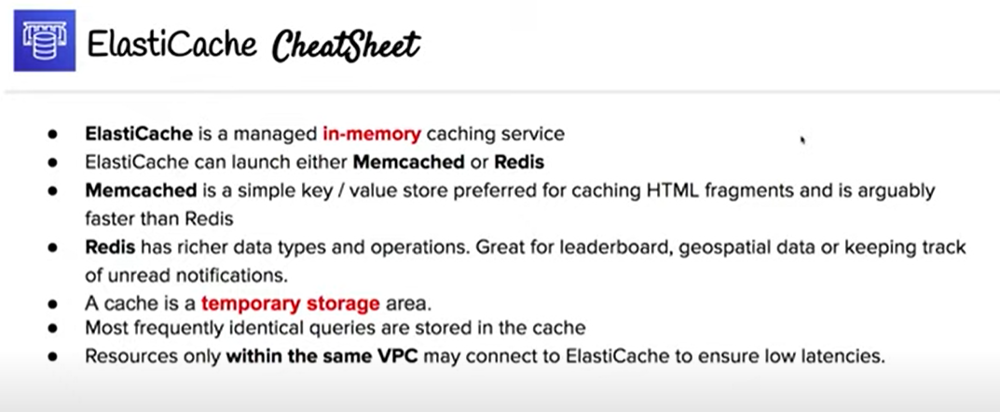 ElastiCache CheatSheet
• ElastiCache is a managed in-memory caching service
• ElastiCache can launch either Memcached or Redis
• Memcached is a simple key / value store preferred for caching HTML fragments and is arguably
faster than Redis
• Redis has richer data types and operations. Great for leaderboard, geospatial data or keeping track
of unread notifications.
• A cache is a temporary storage area.
• Most frequently identical queries are stored in the cache
• Resources only within the same VPC may connect to ElastiCache to ensure low latencies.